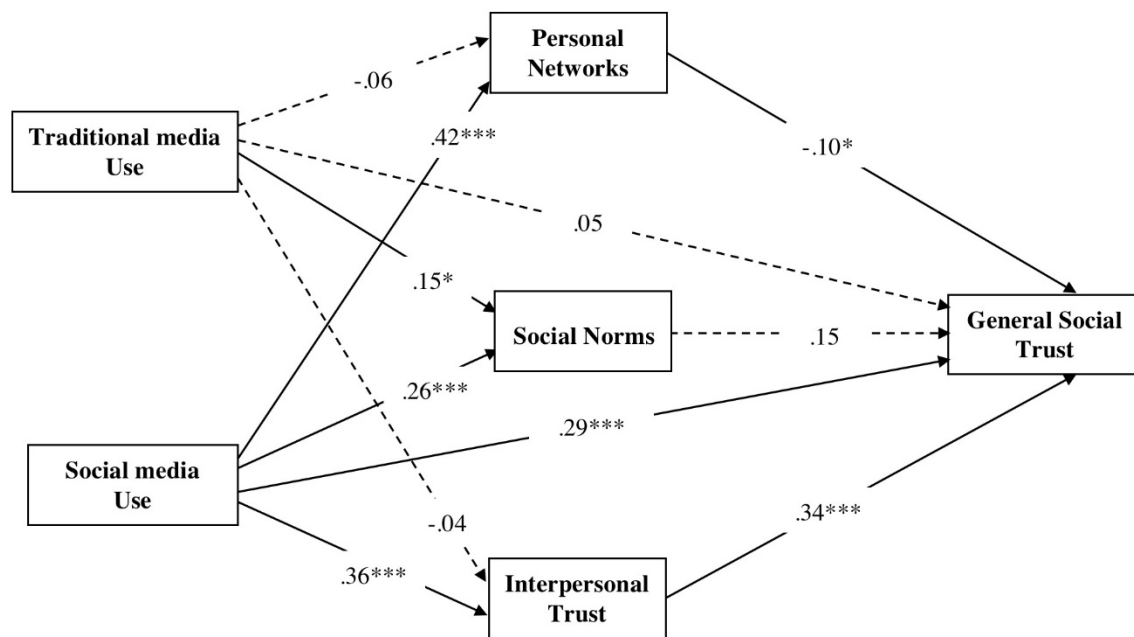 Personal
Networks
-.06
Traditional media
Use
.42***
-.10*
.05
.15*
Social Norms
.15
General Social
Trust
.26***
.29***
Social media
Use
-.04
.34***
.36***
Interpersonal
Trust